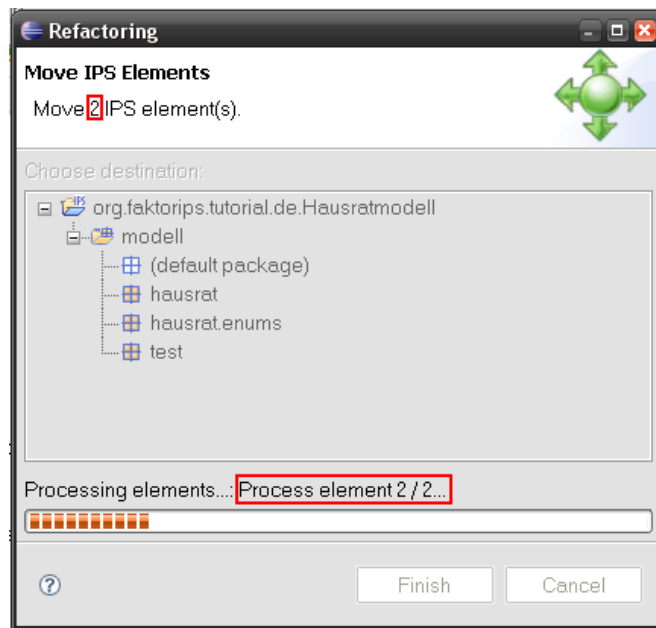 Refactoring
Move IPS Elements
Move 2 IPS element(s).
Choose destination:
IPS org.faktorips.tutorial.de.Hausratmodell
modell
(default package)
hausrat
hausrat.enums
test
Processing elements...: Process element 2 / 2...
? Finish Cancel